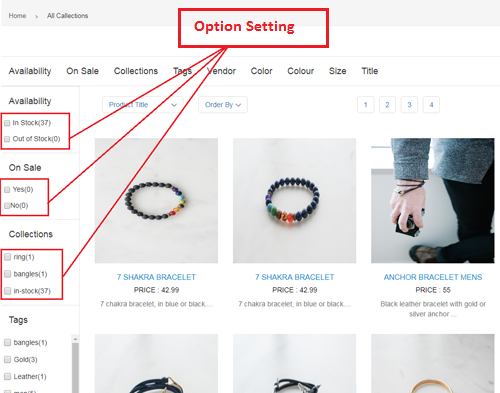 Home > All Collections
Option Setting
Availability On Sale Collections Tags Vendor Color Colour Size Title
Availability
In Stock(37)
Out of Stock(0)
On Sale
Yes(0)
No(0)
Collections
ring(1)
bangles(1)
in-stock(37)
Tags
bangles(1)
Gold(3)
Leather(1)
Product Title
Order By
1 2 3 4
7 SHAKRA BRACELET
PRICE : 42.99
7 chakra bracelet, in blue or black....
7 SHAKRA BRACELET
PRICE : 42.99
7 chakra bracelet, in blue or black....
ANCHOR BRACELET MENS
PRICE : 55
Black leather bracelet with gold or
silver anchor ...